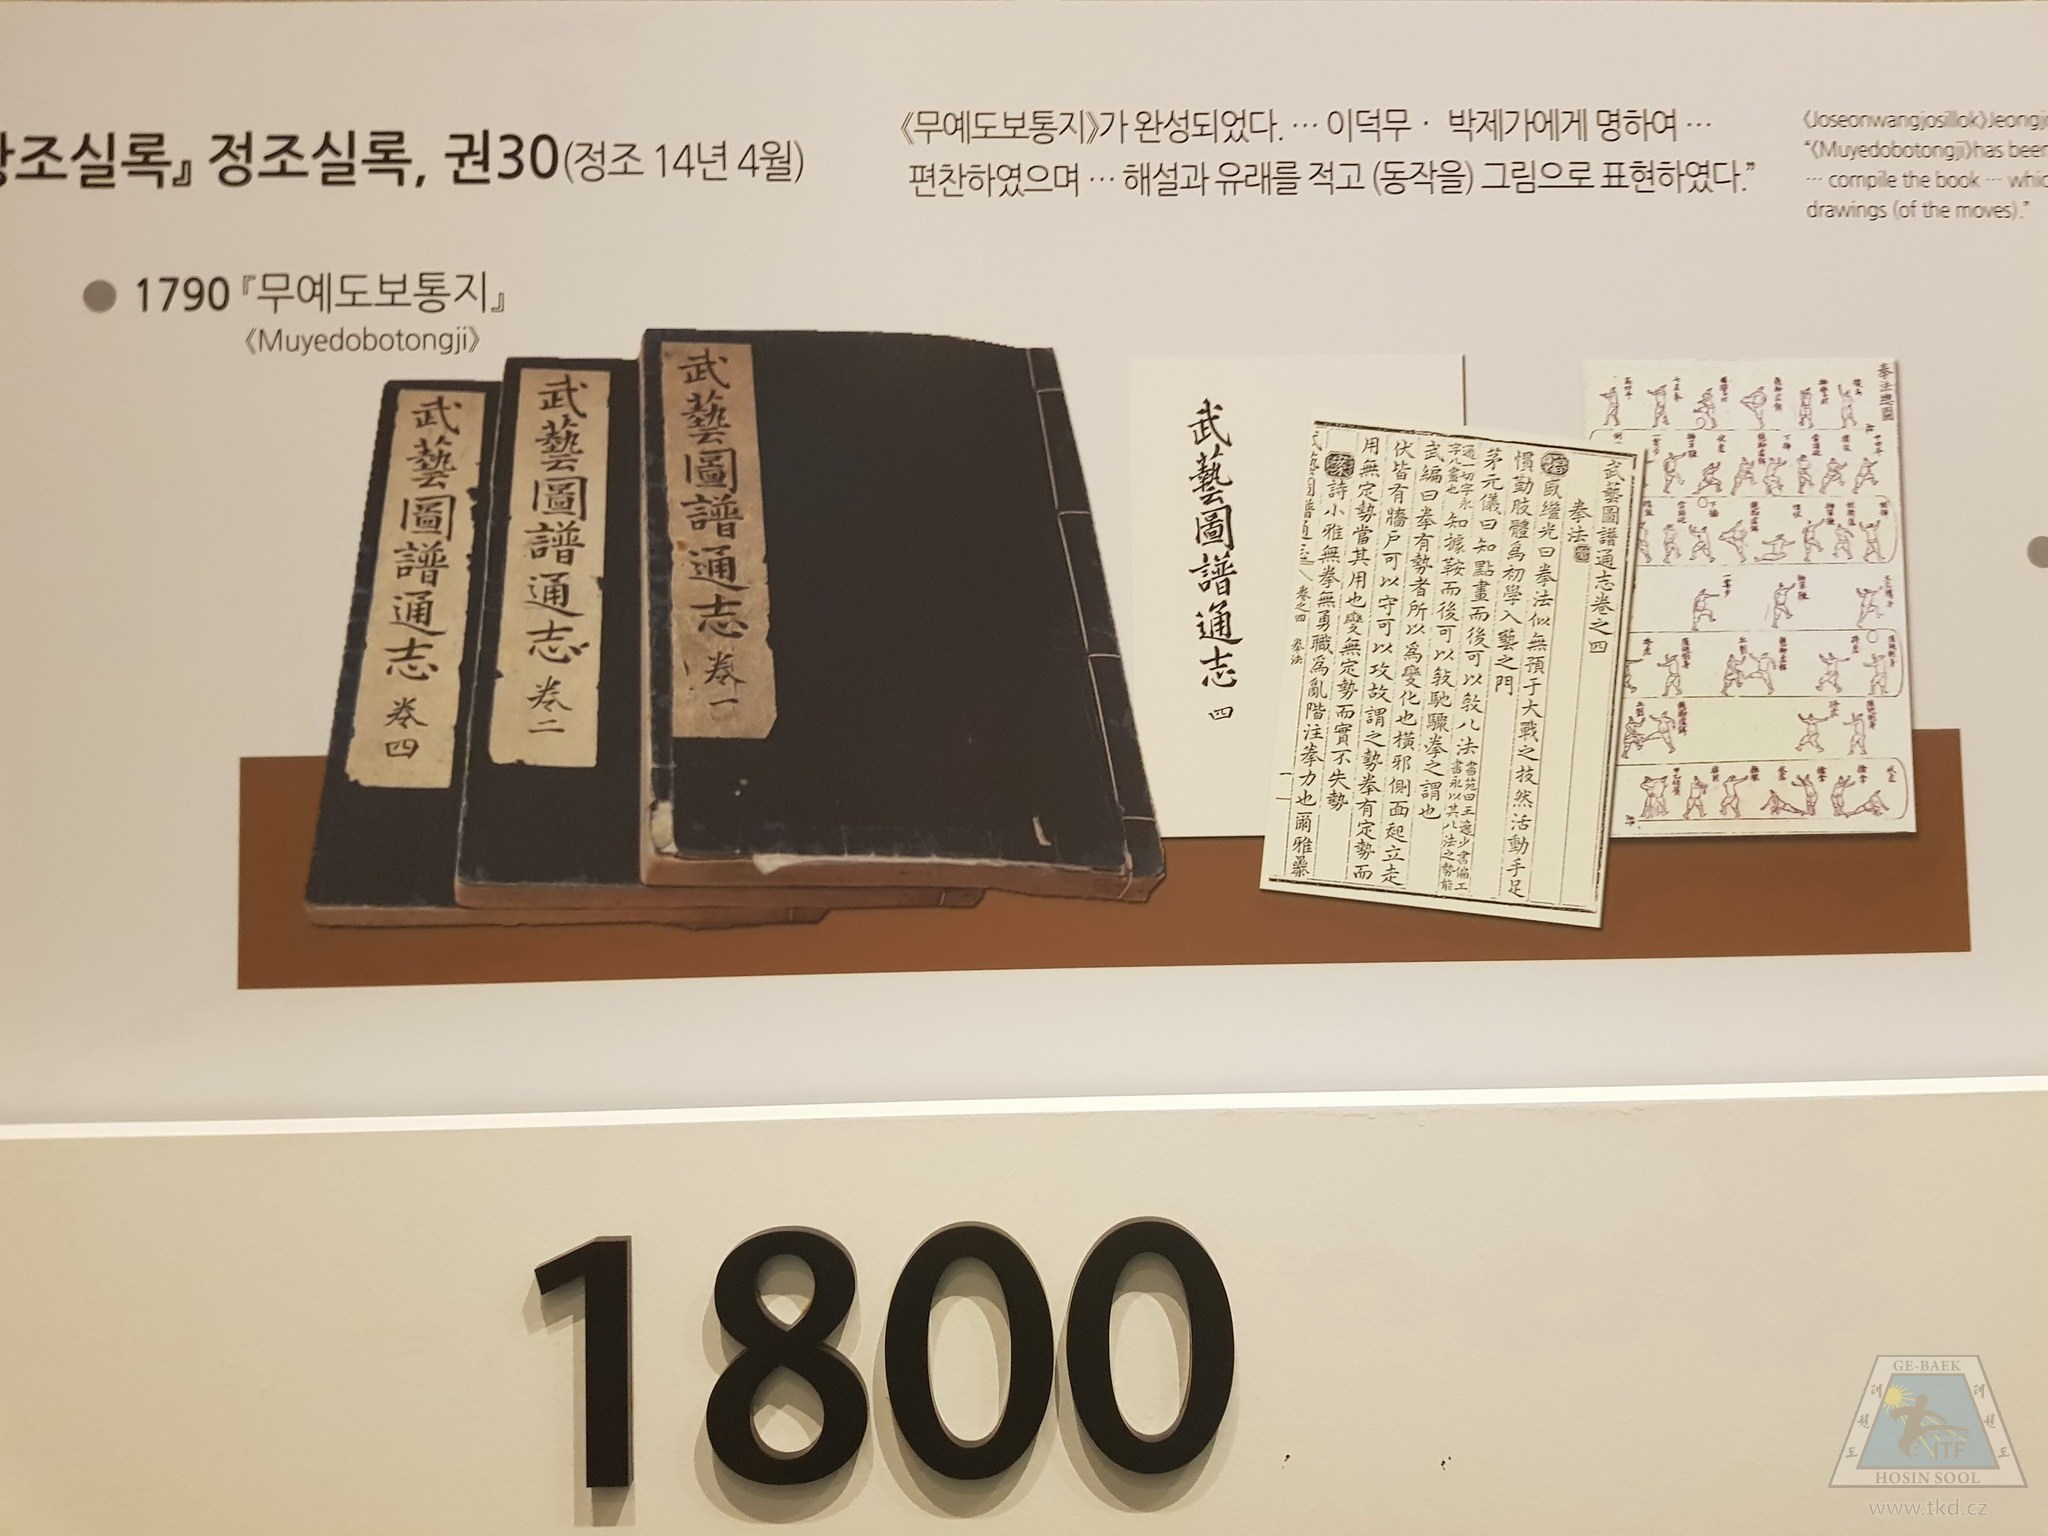 조실록』 정조실록, 권30(정조 14년 4월)
《무예도보통지》가 완성되었다. … 이덕무 · 박제가에게 명하여 …
편찬하였으며 … 해설과 유래를 적고 (동작을) 그림으로 표현하였다.”
《Joseonwangjosillok》Jeongjo
“《Muyedobotongji》has been
… compile the book … which
drawings (of the moves).”
1790『무예도보통지』
《Muyedobotongji》
武藝圖譜通志 卷四
武藝圖譜通志 卷二
武藝圖譜通志 卷一
武藝圖譜通志 四
武藝圖譜通志卷之四
拳法
戚繼光曰拳法似無預于大戰之技然活動手足
慣勤肢體爲初學入藝之門
茅元儀曰知點畫而後可以敎八法
知據鞍而後可以敎馳驟拳之謂也
武編曰拳有勢者所以爲變化也橫邪側面起立走
伏皆有牆戶可以守可以攻故謂之勢拳有定勢而
用無定勢當其用也變無定勢而實不失勢
詩小雅無拳無勇職爲亂階注拳力也爾雅暴
拳法總圖
1800
GE-BAEK
태권도
태권도
ITF
HOSIN SOOL
www.tkd.cz